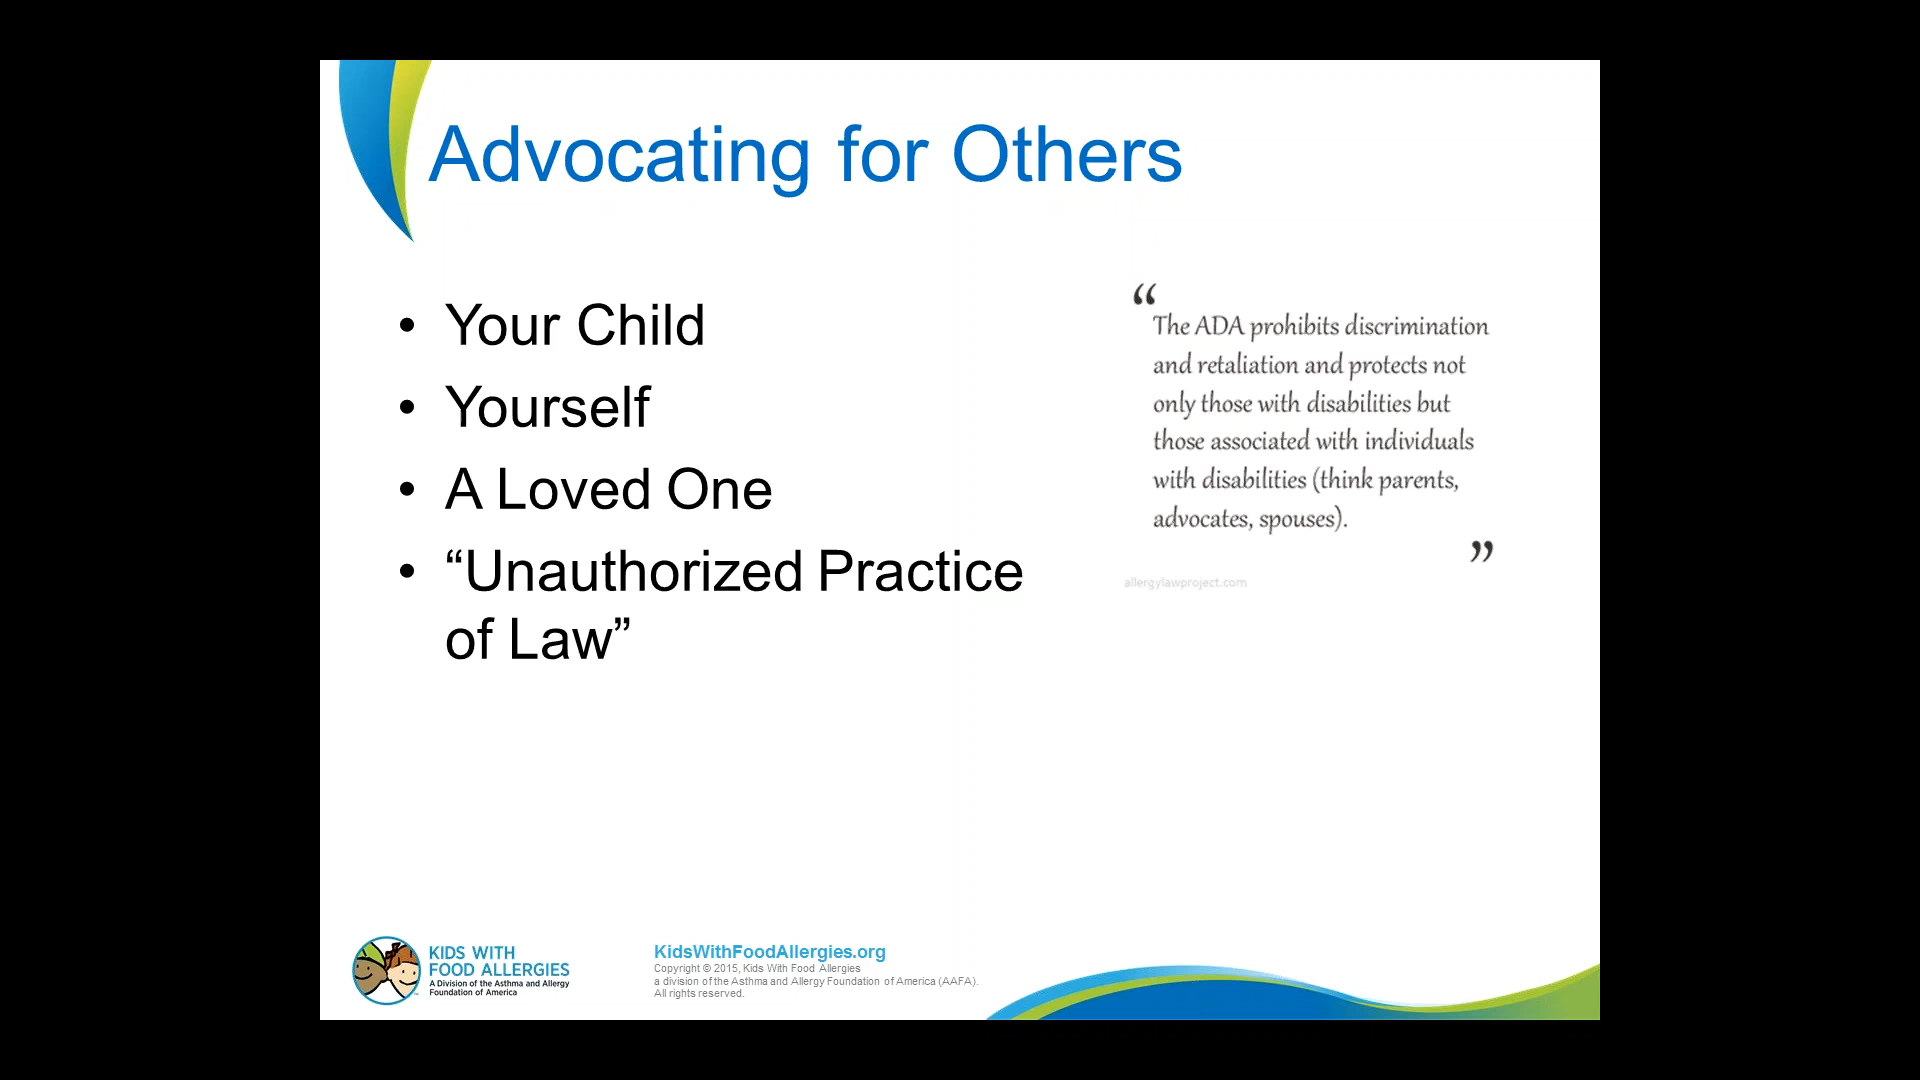 Advocating for Others
• Your Child
• Yourself
• A Loved One
• “Unauthorized Practice
of Law”
“
The ADA prohibits discrimination
and retaliation and protects not
only those with disabilities but
those associated with individuals
with disabilities (think parents,
advocates, spouses).
”
allergylawproject.com
KIDS WITH
FOOD ALLERGIES
A Division of the Asthma and Allergy
Foundation of America
KidsWithFoodAllergies.org
Copyright © 2015, Kids With Food Allergies
a division of the Asthma and Allergy Foundation of America (AAFA).
All rights reserved.